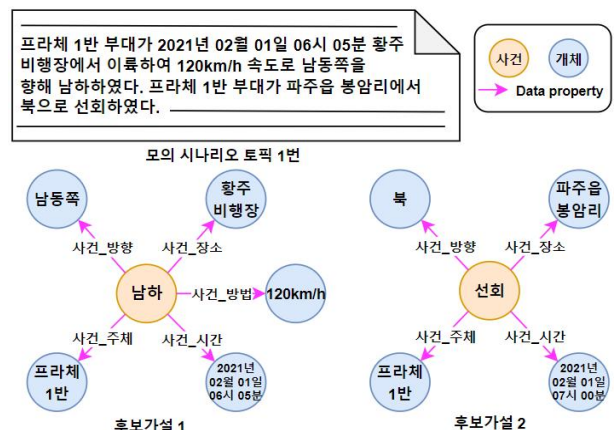 프라체 1반 부대가 2021년 02월 01일 06시 05분 황주
비행장에서 이륙하여 120km/h 속도로 남동쪽을
향해 남하하였다. 프라체 1반 부대가 파주읍 봉암리에서
북으로 선회하였다.
사건
개체
Data property
모의 시나리오 토픽 1번
남동쪽
황주
비행장
사건_방향
사건_장소
남하
사건_방법
120km/h
사건_주체
사건_시간
프라체
1반
2021년
02월 01일
06시 05분
후보가설 1
북
파주읍
봉암리
사건_방향
사건_장소
선회
사건_주체
사건_시간
프라체
1반
2021년
02월 01일
07시 00분
후보가설 2